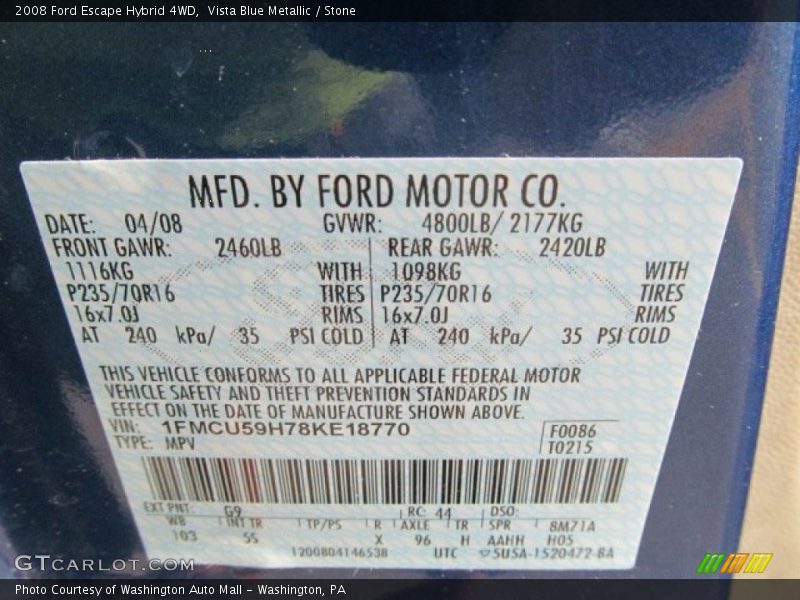 2008 Ford Escape Hybrid 4WD,  Vista Blue Metallic / Stone
MFD. BY FORD MOTOR CO.
DATE: 04/08 GVWR: 4800LB/ 2177KG
FRONT GAWR: 2460LB REAR GAWR: 2420LB
1116KG WITH 1098KG WITH
P235/70R16 TIRES P235/70R16 TIRES
16x7.0J RIMS 16x7.0J RIMS
AT 240 kPa/ 35 PSI COLD AT 240 kPa/ 35 PSI COLD
THIS VEHICLE CONFORMS TO ALL APPLICABLE FEDERAL MOTOR
VEHICLE SAFETY AND THEFT PREVENTION STANDARDS IN
EFFECT ON THE DATE OF MANUFACTURE SHOWN ABOVE.
VIN: 1FMCU59H78KE18770 F0086
TYPE: MPV T0215
EXT PNT: G9 RC: 44 DSO:
WB INT TR TP/PS R AXLE TR SPR 8M71A
103 5S X 96 H AAHH H05
1200804146538 UTC ▽5U5A-1520472-BA
GTCARLOT.COM
Photo Courtesy of Washington Auto Mall – Washington, PA